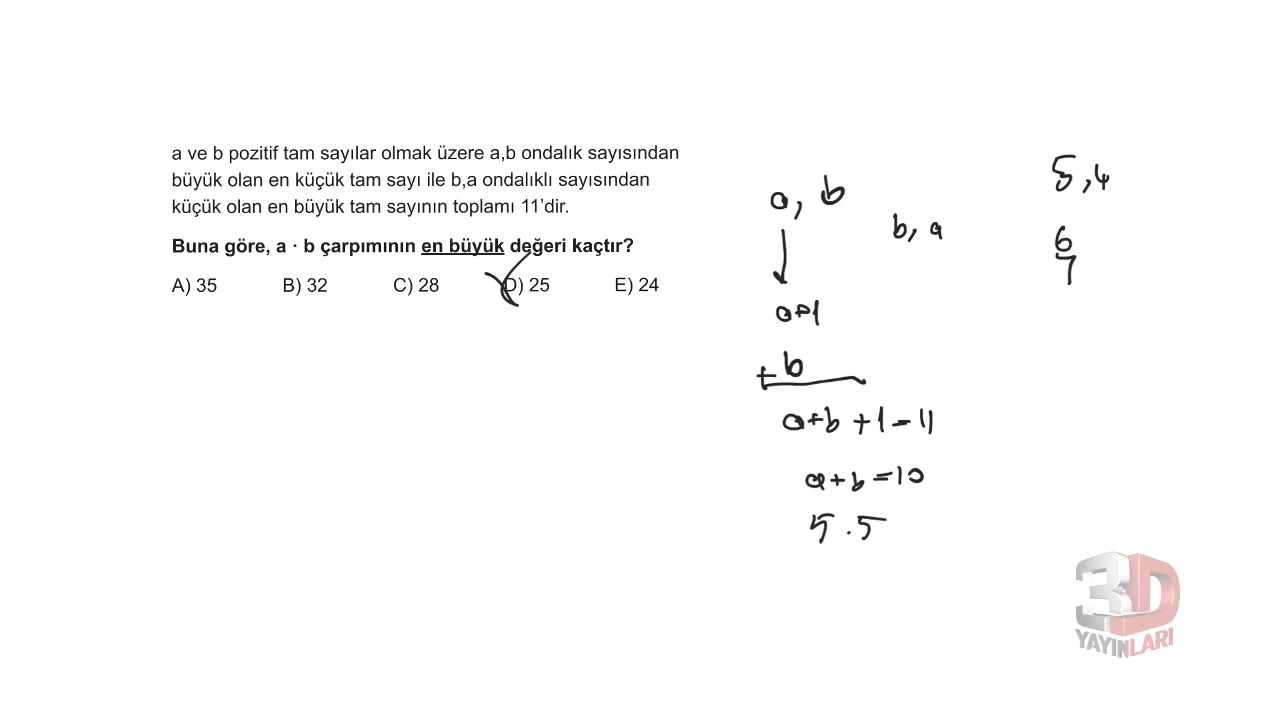 a ve b pozitif tam sayılar olmak üzere a,b ondalık sayısından
büyük olan en küçük tam sayı ile b,a ondalıklı sayısından
küçük olan en büyük tam sayının toplamı 11'dir.
Buna göre, a · b çarpımının en büyük değeri kaçtır?
A) 35 B) 32 C) 28 D) 25 E) 24
a, b
b, a
a+1
+ b
a+b +1=11
a+b=10
5.5
5,4
6
7
3D
YAYINLARI